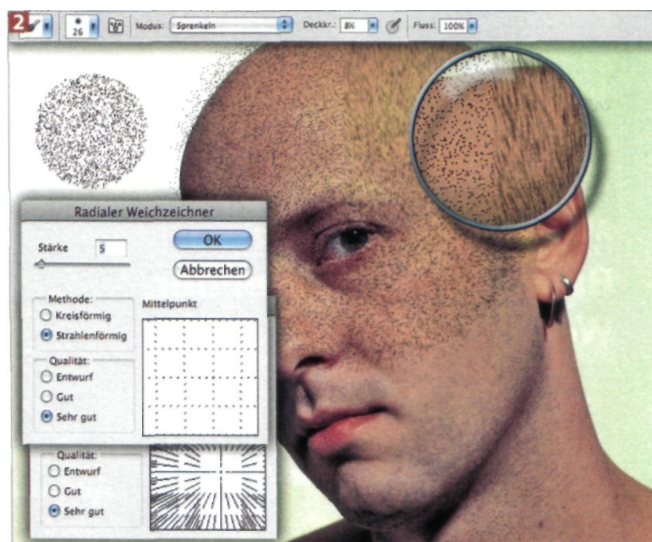 2
26 Modus: Sprenkeln Deckkr.: 8% Fluss: 100%
Radialer Weichzeichner
Stärke 5
OK
Abbrechen
Methode:
Kreisförmig
Strahlenförmig
Mittelpunkt
Qualität:
Entwurf
Gut
Sehr gut
Qualität:
Entwurf
Gut
Sehr gut